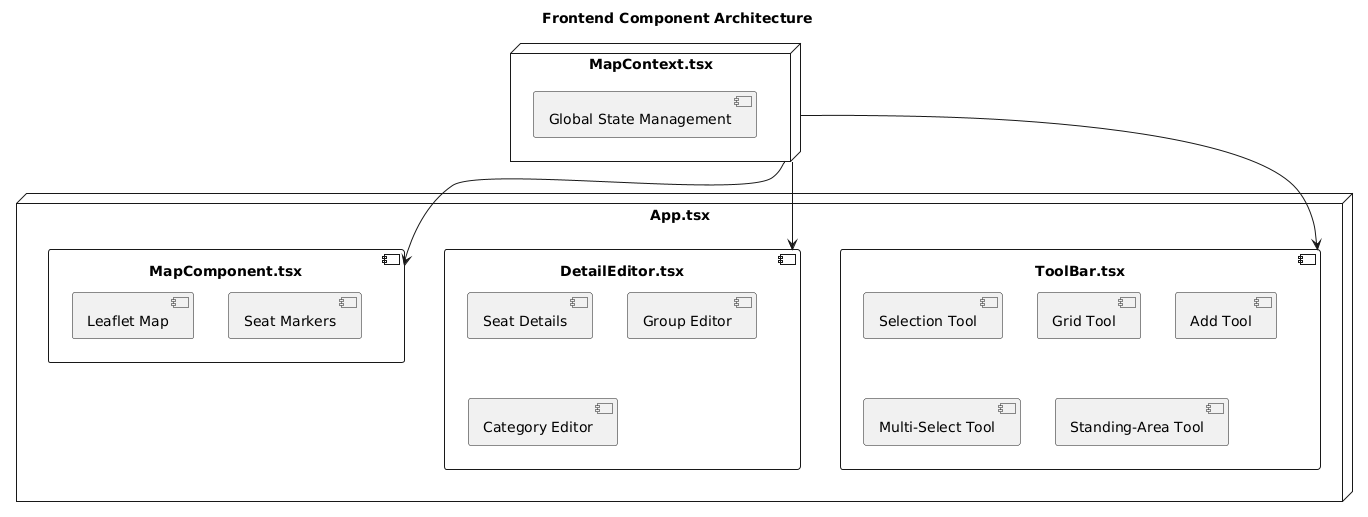 Frontend Component Architecture
MapContext.tsx
Global State Management
App.tsx
MapComponent.tsx
Leaflet Map
Seat Markers
DetailEditor.tsx
Seat Details
Group Editor
Category Editor
ToolBar.tsx
Selection Tool
Grid Tool
Add Tool
Multi-Select Tool
Standing-Area Tool